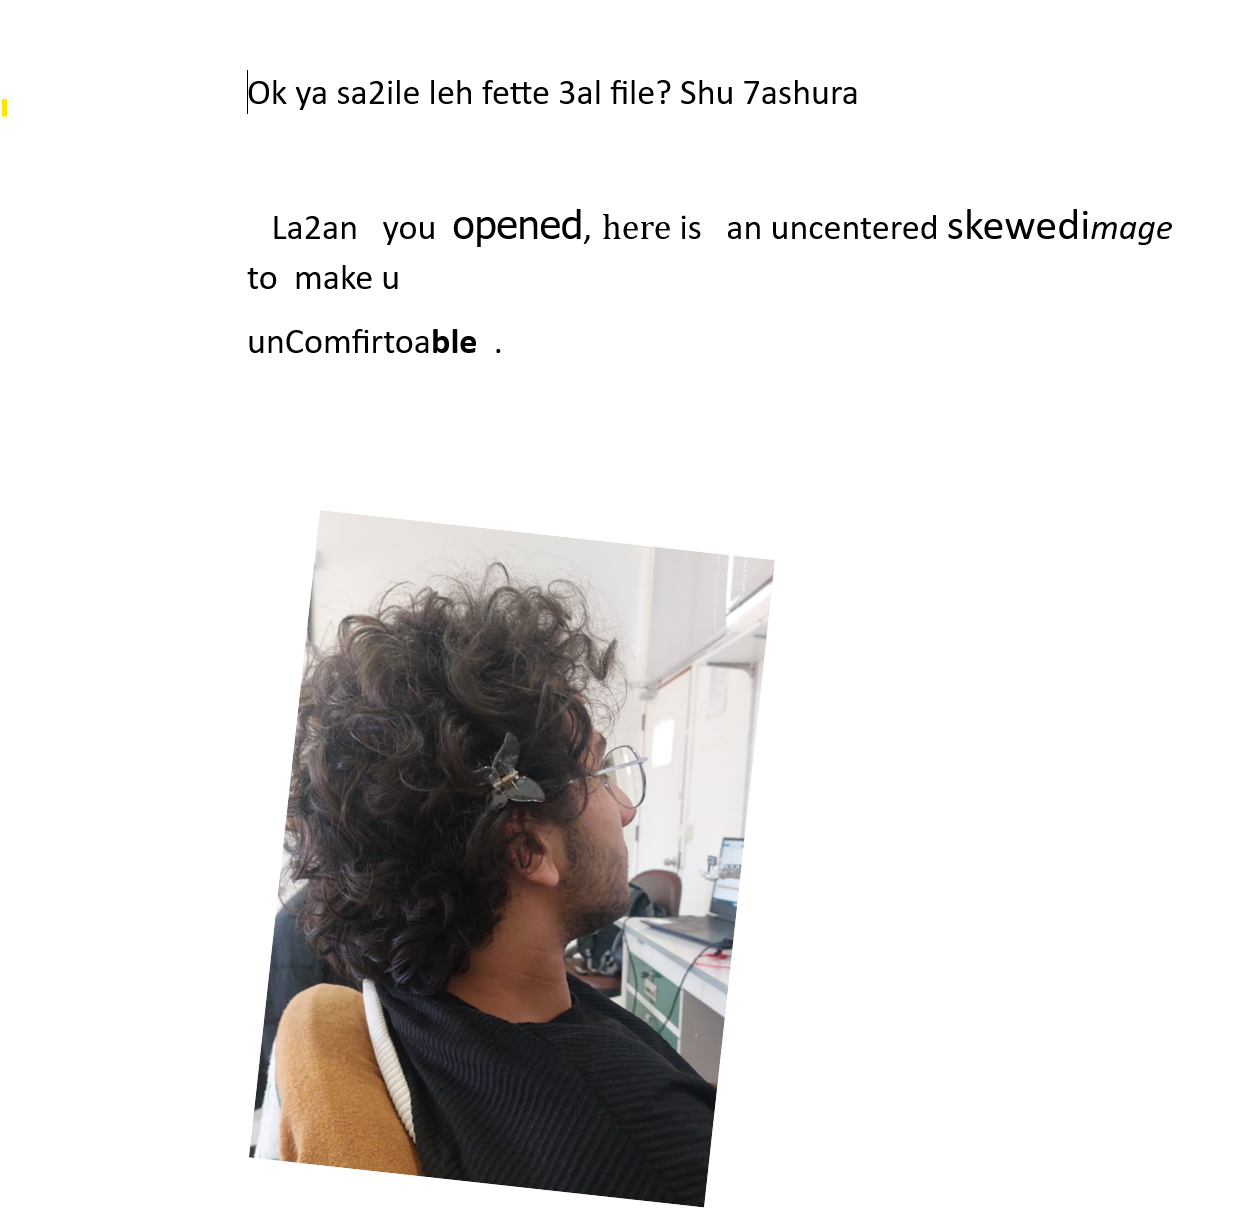 Ok ya sa2ile leh fette 3al file? Shu 7ashura
La2an you opened, here is an uncentered skewedimage
to make u
unComfirtoable .